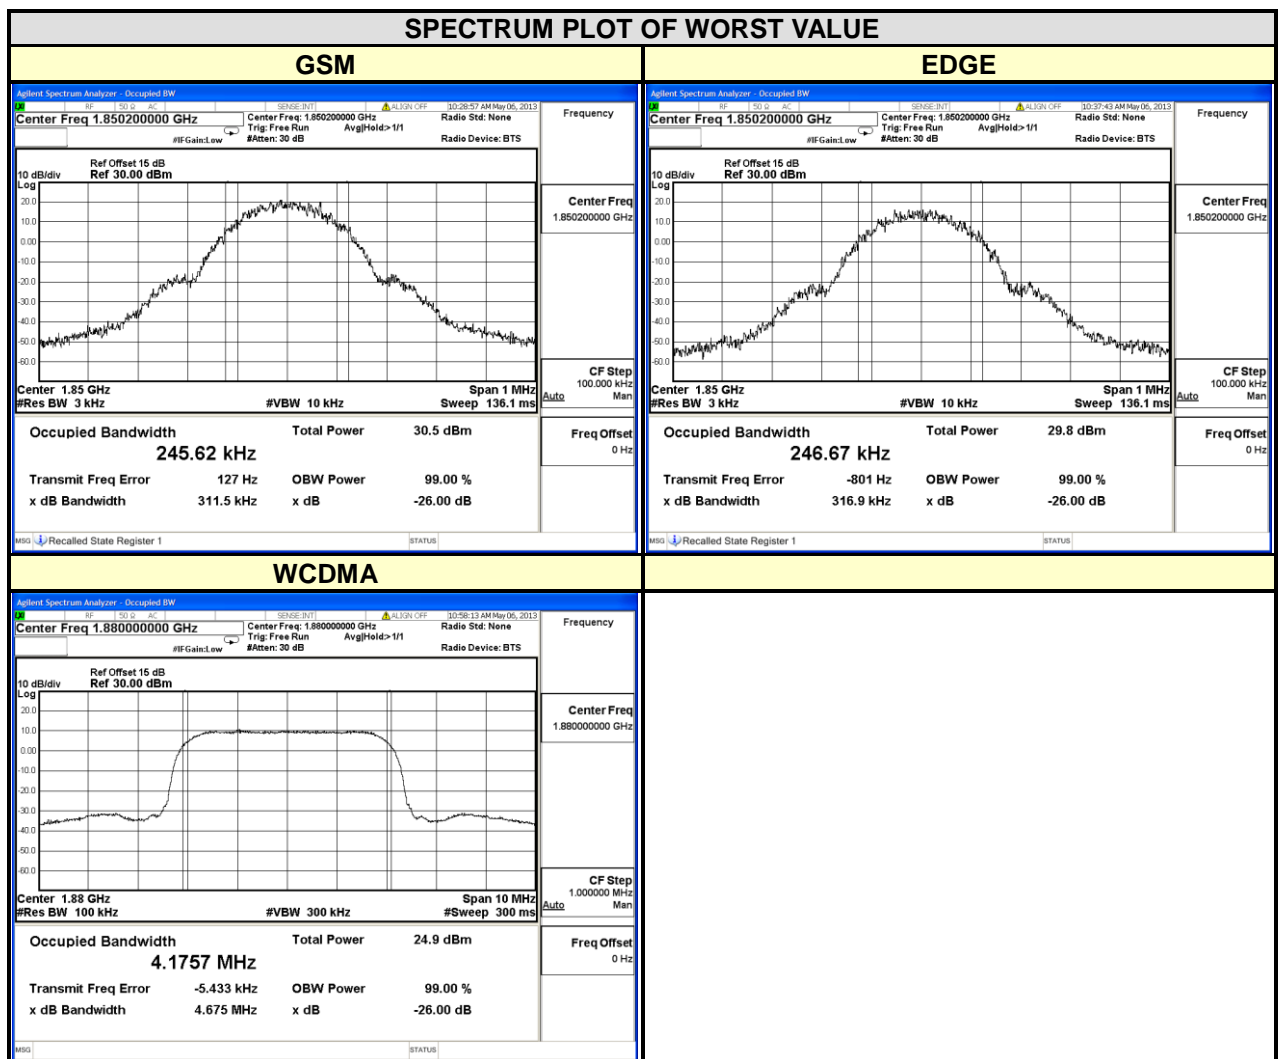 SPECTRUM PLOT OF WORST VALUE
GSM
Agilent Spectrum Analyzer - Occupied BW
RF 50 Ω AC SENSE:INT ALIGN OFF 10:28:57 AM May 06, 2013
Center Freq 1.850200000 GHz
Center Freq: 1.850200000 GHz
Radio Std: None
Trig: Free Run Avg|Hold:> 1/1
#IFGain:Low #Atten: 30 dB
Radio Device: BTS
Ref Offset 15 dB
10 dB/div Ref 30.00 dBm
Log
20.0
10.0
0.00
-10.0
-20.0
-30.0
-40.0
-50.0
-60.0
Center 1.85 GHz Span 1 MHz
#Res BW 3 kHz #VBW 10 kHz Sweep 136.1 ms
Occupied Bandwidth Total Power 30.5 dBm
245.62 kHz
Transmit Freq Error 127 Hz OBW Power 99.00 %
x dB Bandwidth 311.5 kHz x dB -26.00 dB
MSG Recalled State Register 1 STATUS
Frequency
Center Freq
1.850200000 GHz
CF Step
100.000 kHz
Auto Man
Freq Offset
0 Hz
EDGE
Agilent Spectrum Analyzer - Occupied BW
RF 50 Ω AC SENSE:INT ALIGN OFF 10:37:43 AM May 06, 2013
Center Freq 1.850200000 GHz
Center Freq: 1.850200000 GHz
Radio Std: None
Trig: Free Run Avg|Hold:> 1/1
#IFGain:Low #Atten: 30 dB
Radio Device: BTS
Ref Offset 15 dB
10 dB/div Ref 30.00 dBm
Log
20.0
10.0
0.00
-10.0
-20.0
-30.0
-40.0
-50.0
-60.0
Center 1.85 GHz Span 1 MHz
#Res BW 3 kHz #VBW 10 kHz Sweep 136.1 ms
Occupied Bandwidth Total Power 29.8 dBm
246.67 kHz
Transmit Freq Error -801 Hz OBW Power 99.00 %
x dB Bandwidth 316.9 kHz x dB -26.00 dB
MSG Recalled State Register 1 STATUS
Frequency
Center Freq
1.850200000 GHz
CF Step
100.000 kHz
Auto Man
Freq Offset
0 Hz
WCDMA
Agilent Spectrum Analyzer - Occupied BW
RF 50 Ω AC SENSE:INT ALIGN OFF 10:58:13 AM May 06, 2013
Center Freq 1.880000000 GHz
Center Freq: 1.880000000 GHz
Radio Std: None
Trig: Free Run Avg|Hold:> 1/1
#IFGain:Low #Atten: 30 dB
Radio Device: BTS
Ref Offset 15 dB
10 dB/div Ref 30.00 dBm
Log
20.0
10.0
0.00
-10.0
-20.0
-30.0
-40.0
-50.0
-60.0
Center 1.88 GHz Span 10 MHz
#Res BW 100 kHz #VBW 300 kHz #Sweep 300 ms
Occupied Bandwidth Total Power 24.9 dBm
4.1757 MHz
Transmit Freq Error -5.433 kHz OBW Power 99.00 %
x dB Bandwidth 4.675 MHz x dB -26.00 dB
MSG STATUS
Frequency
Center Freq
1.880000000 GHz
CF Step
1.000000 MHz
Auto Man
Freq Offset
0 Hz